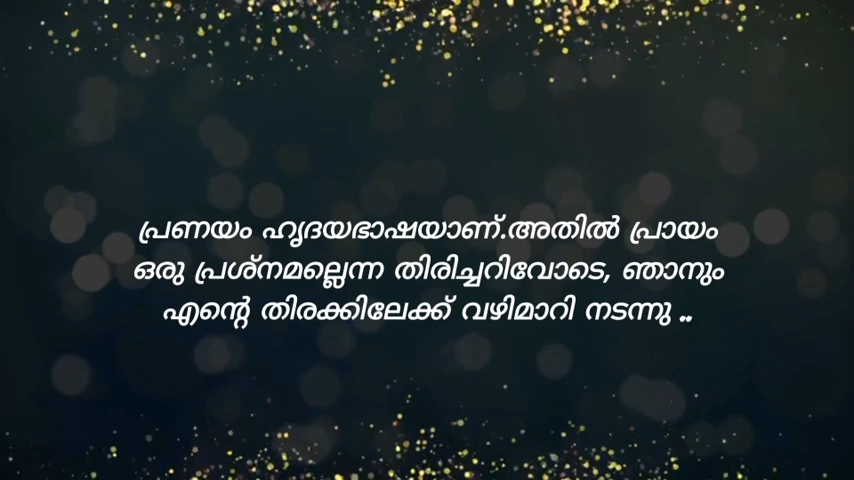 പ്രണയം ഹൃദയഭാഷയാണ്.അതിൽ പ്രായം
ഒരു പ്രശ്നമല്ലെന്ന തിരിച്ചറിവോടെ, ഞാനും
എന്റെ തിരക്കിലേക്ക് വഴിമാറി നടന്നു ..